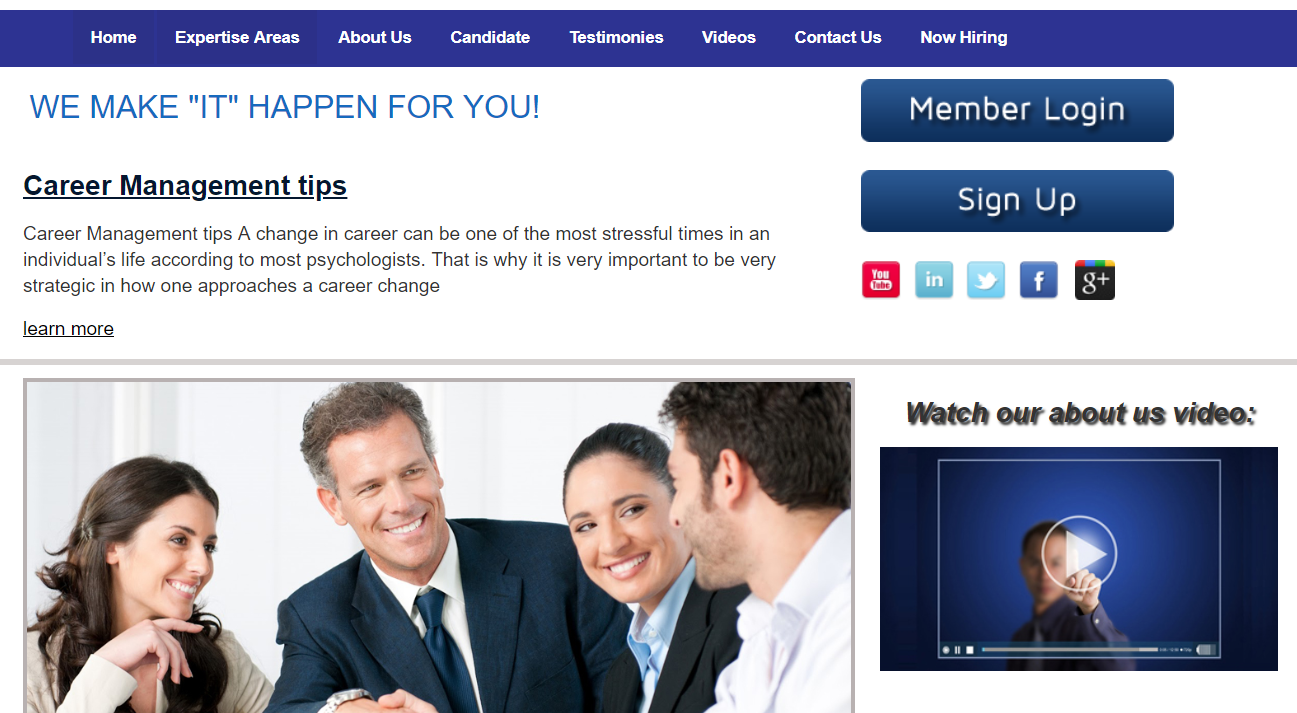 Home Expertise Areas About Us Candidate Testimonies Videos Contact Us Now Hiring
WE MAKE "IT" HAPPEN FOR YOU!
Member Login
Career Management tips
Sign Up
Career Management tips A change in career can be one of the most stressful times in an
individual’s life according to most psychologists. That is why it is very important to be very
strategic in how one approaches a career change
You
Tube
in
f
g+
learn more
Watch our about us video: